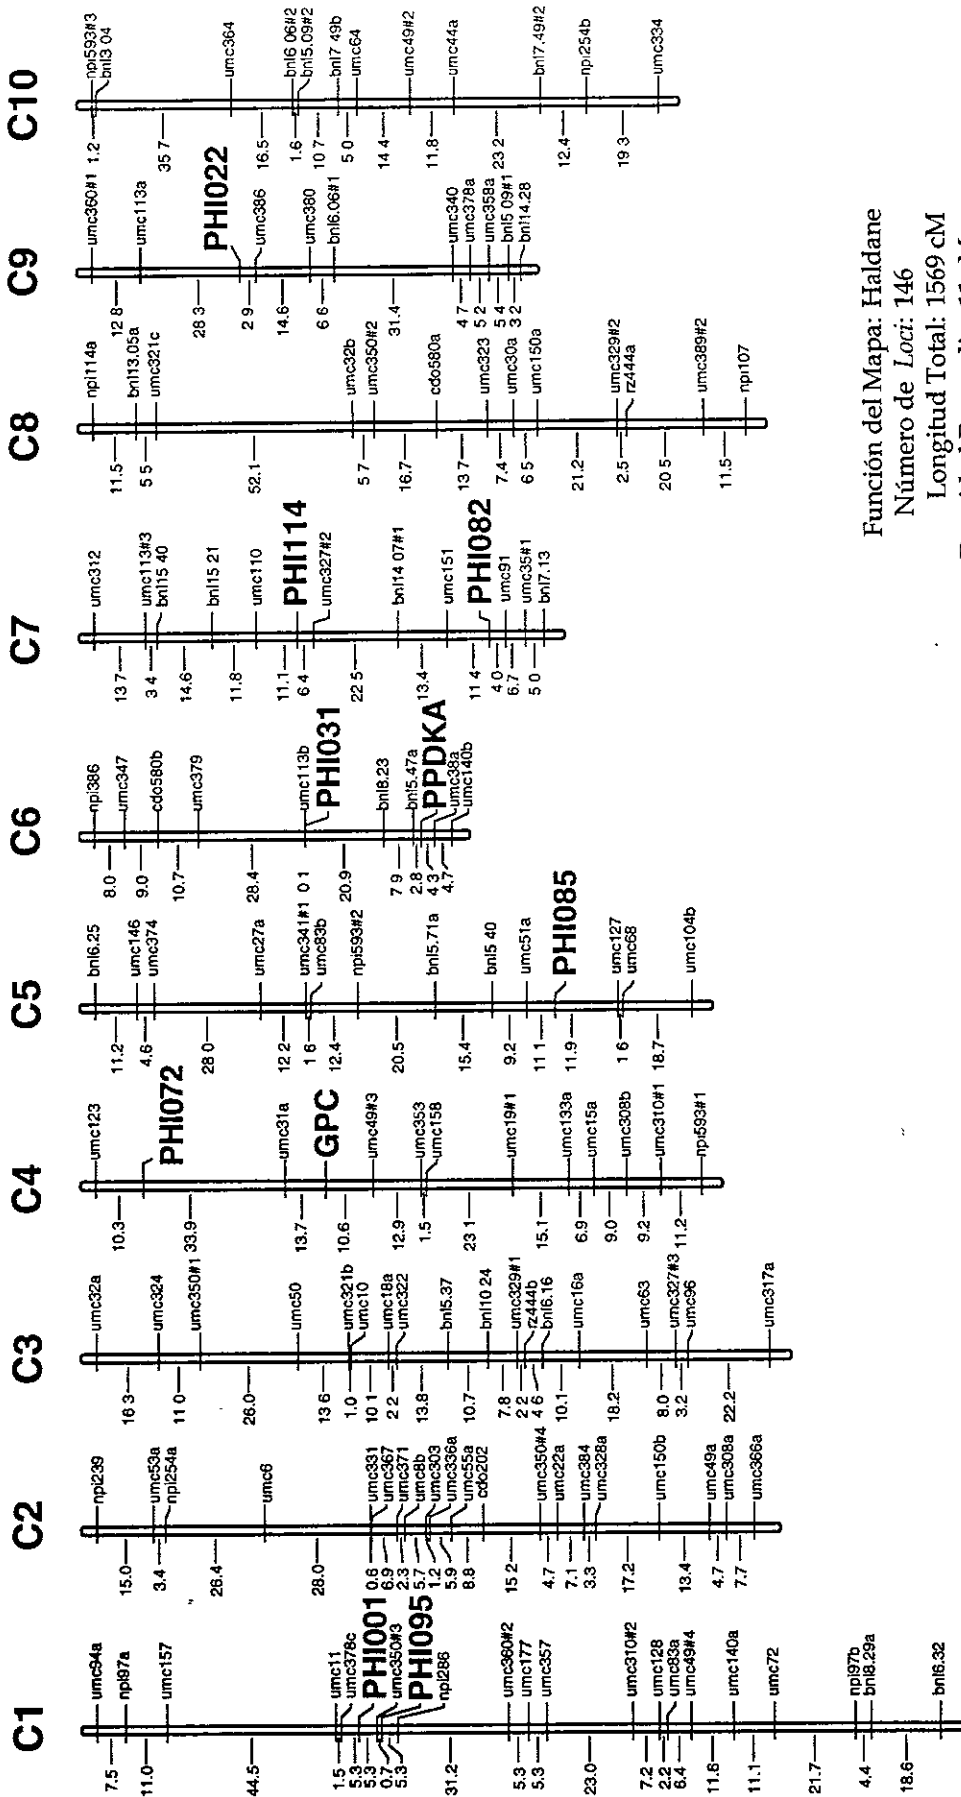 C1
7.5
11.0
44.5
1.5
5.3
5.3
0.7
5.3
31.2
5.3
5.3
23.0
7.2
2.2
6.4
11.8
11.1
21.7
4.4
18.6
umc94a
npi97a
umc157
umc11
umc378c
PHI001
umc350#3
PHI095
npi286
umc360#2
umc177
umc357
umc310#2
umc128
umc83a
umc49#4
umc140a
umc72
npi97b
bnl8.29a
bnl6.32
C2
15.0
3.4
26.4
28.0
0.6
6.9
2.3
5.7
1.2
5.9
8.8
15 2
4.7
7.1
3.3
17.2
13.4
4.7
7.7
npi239
umc53a
npi254a
umc6
umc331
umc367
umc371
umc8b
umc303
umc336a
umc55a
cdo202
umc350#4
umc22a
umc384
umc328a
umc150b
umc49a
umc308a
umc366a
C3
16 3
11 0
26.0
13 6
1.0
10 1
2 2
13.8
10.7
7.8
2 2
4 6
10.1
18.2
8.0
3.2
22.2
umc32a
umc324
umc350#1
umc50
umc321b
umc10
umc18a
umc322
bnl5.37
bnl10 24
umc329#1
rz444b
bnl6.16
umc16a
umc63
umc327#3
umc96
umc317a
C4
10.3
33.9
13.7
10.6
12.9
1.5
23 1
15.1
6.9
9.0
9.2
11.2
umc123
PHI072
umc31a
GPC
umc49#3
umc353
umc158
umc19#1
umc133a
umc15a
umc308b
umc310#1
npi593#1
C5
11.2
4.6
28.0
12 2
1 6
12.4
20.5
15.4
9.2
11 1
11.9
1 6
18.7
bnl6.25
umc146
umc374
umc27a
umc341#1 0 1
umc83b
npi593#2
bnl5.71a
bnl5 40
umc51a
PHI085
umc127
umc68
umc104b
C6
8.0
9.0
10.7
28.4
20.9
7 9
2.8
4 3
4.7
npi386
umc347
cdo580b
umc379
umc113b
PHI031
bnl8.23
bnl5.47a
PPDKA
umc38a
umc140b
C7
13 7
3 4
14.6
11.8
11.1
6 4
22 5
13.4
11 4
4 0
6.7
5 0
umc312
umc113#3
bnl15 40
bnl15 21
umc110
PHI114
umc327#2
bnl14 07#1
umc151
PHI082
umc91
umc35#1
bnl7.13
C8
11.5
5 5
52.1
5 7
16.7
13 7
7.4
6 5
21.2
2.5
20 5
11.5
npi114a
bnl13.05a
umc321c
umc32b
umc350#2
cdo580a
umc323
umc30a
umc150a
umc329#2
rz444a
umc389#2
npi107
C9
12 8
28 3
2 9
14.6
6 6
31.4
4 7
5 2
5 4
3 2
umc360#1
umc113a
PHI022
umc386
umc380
bnl6.06#1
umc340
umc378a
umc358a
bnl5 09#1
bnl14.28
C10
1.2
35 7
16.5
1.6
10 7
5 0
14 4
11.8
23 2
12.4
19 3
npi593#3
bnl3 04
umc364
bnl6 06#2
bnl5.09#2
bnl7 49b
umc64
umc49#2
umc44a
bnl7.49#2
npi254b
umc334
Función del Mapa: Haldane
Número de Loci: 146
Longitud Total: 1569 cM